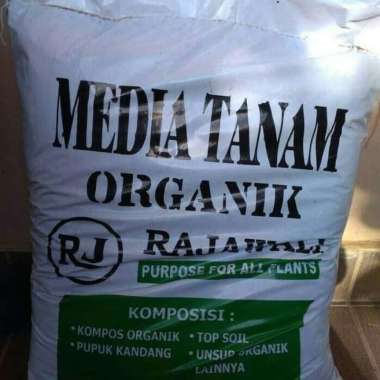 MEDIA TANAM
ORGANIK
RJ RAJAWALI
PURPOSE FOR ALL PLANTS
KOMPOSISI :
• KOMPOS ORGANIK • TOP SOIL
• PUPUK KANDANG • UNSUR ORGANIK
LAINNYA